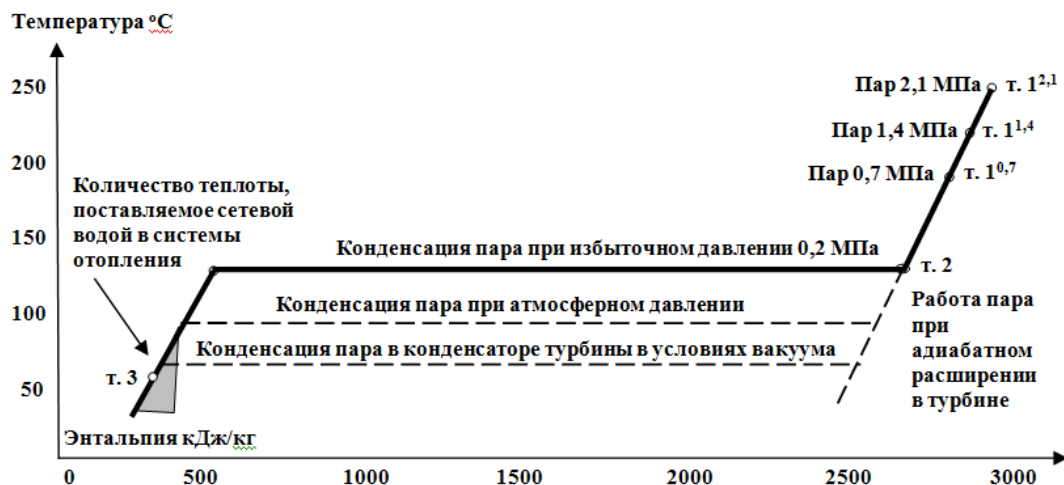 Температура °С
250
200
150
100
50
Пар 2,1 МПа
т. 1^2,1
Пар 1,4 МПа
т. 1^1,4
Пар 0,7 МПа
т. 1^0,7
Количество теплоты,
поставляемое сетевой
водой в системы
отопления
Конденсация пара при избыточном давлении 0,2 МПа
т. 2
Конденсация пара при атмосферном давлении
Конденсация пара в конденсаторе турбины в условиях вакуума
т. 3
Работа пара
при
адиабатном
расширении
в турбине
Энтальпия кДж/кг
0 500 1000 1500 2000 2500 3000